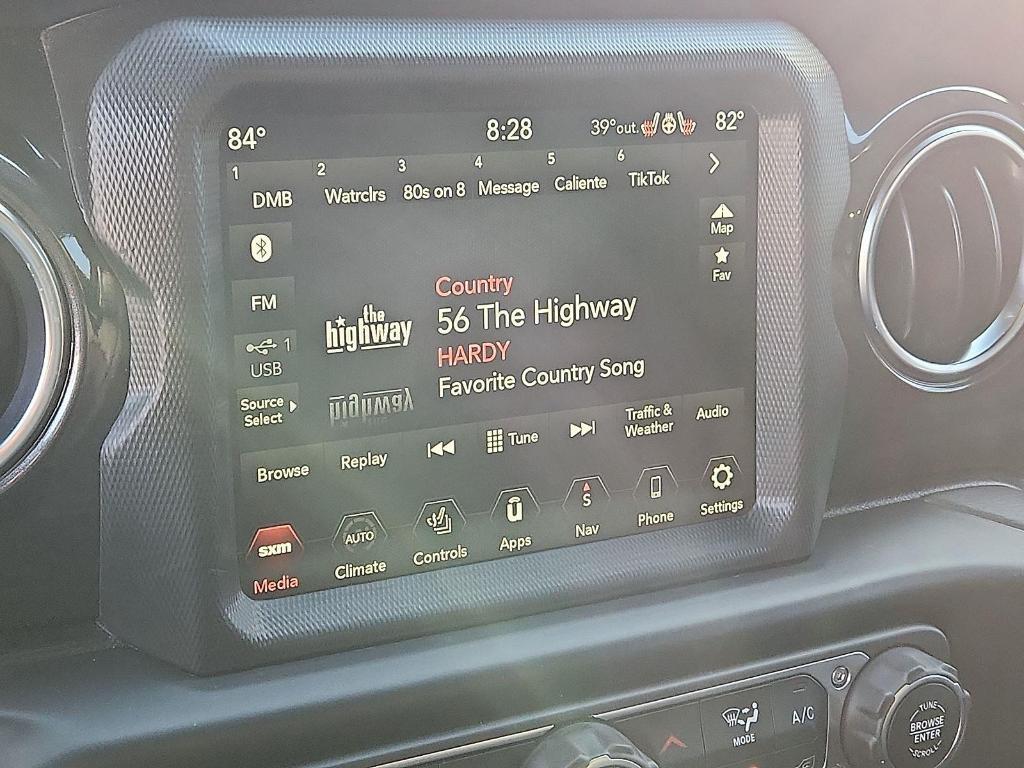 84° 8:28 39°out. 82°
1 DMB 2 Watrclrs 3 80s on 8 4 Message 5 Caliente 6 TikTok
Map
Fav
FM
1
USB
Source
Select
the
highway
Country
56 The Highway
HARDY
Favorite Country Song
Browse Replay Tune Traffic &
Weather Audio
sxm AUTO S
Media Climate Controls Apps Nav Phone Settings
MODE A/C
TUNE
BROWSE
ENTER
SCROLL